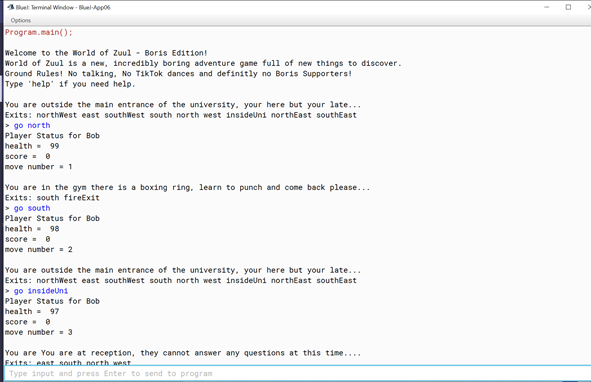 BlueJ: Terminal Window - BlueJ-App06
Options
Program.main();
Welcome to the World of Zuul - Boris Edition!
World of Zuul is a new, incredibly boring adventure game full of new things to discover.
Ground Rules! No talking, No TikTok dances and definitly no Boris Supporters!
Type 'help' if you need help.
You are outside the main entrance of the university, your here but your late...
Exits: northWest east southWest south north west insideUni northEast southEast
> go north
Player Status for Bob
health =  99
score =  0
move number = 1
You are in the gym there is a boxing ring, learn to punch and come back please...
Exits: south fireExit
> go south
Player Status for Bob
health =  98
score =  0
move number = 2
You are outside the main entrance of the university, your here but your late...
Exits: northWest east southWest south north west insideUni northEast southEast
> go insideUni
Player Status for Bob
health =  97
score =  0
move number = 3
You are You are at reception, they cannot answer any questions at this time....
Exits: east south north west
Type input and press Enter to send to program